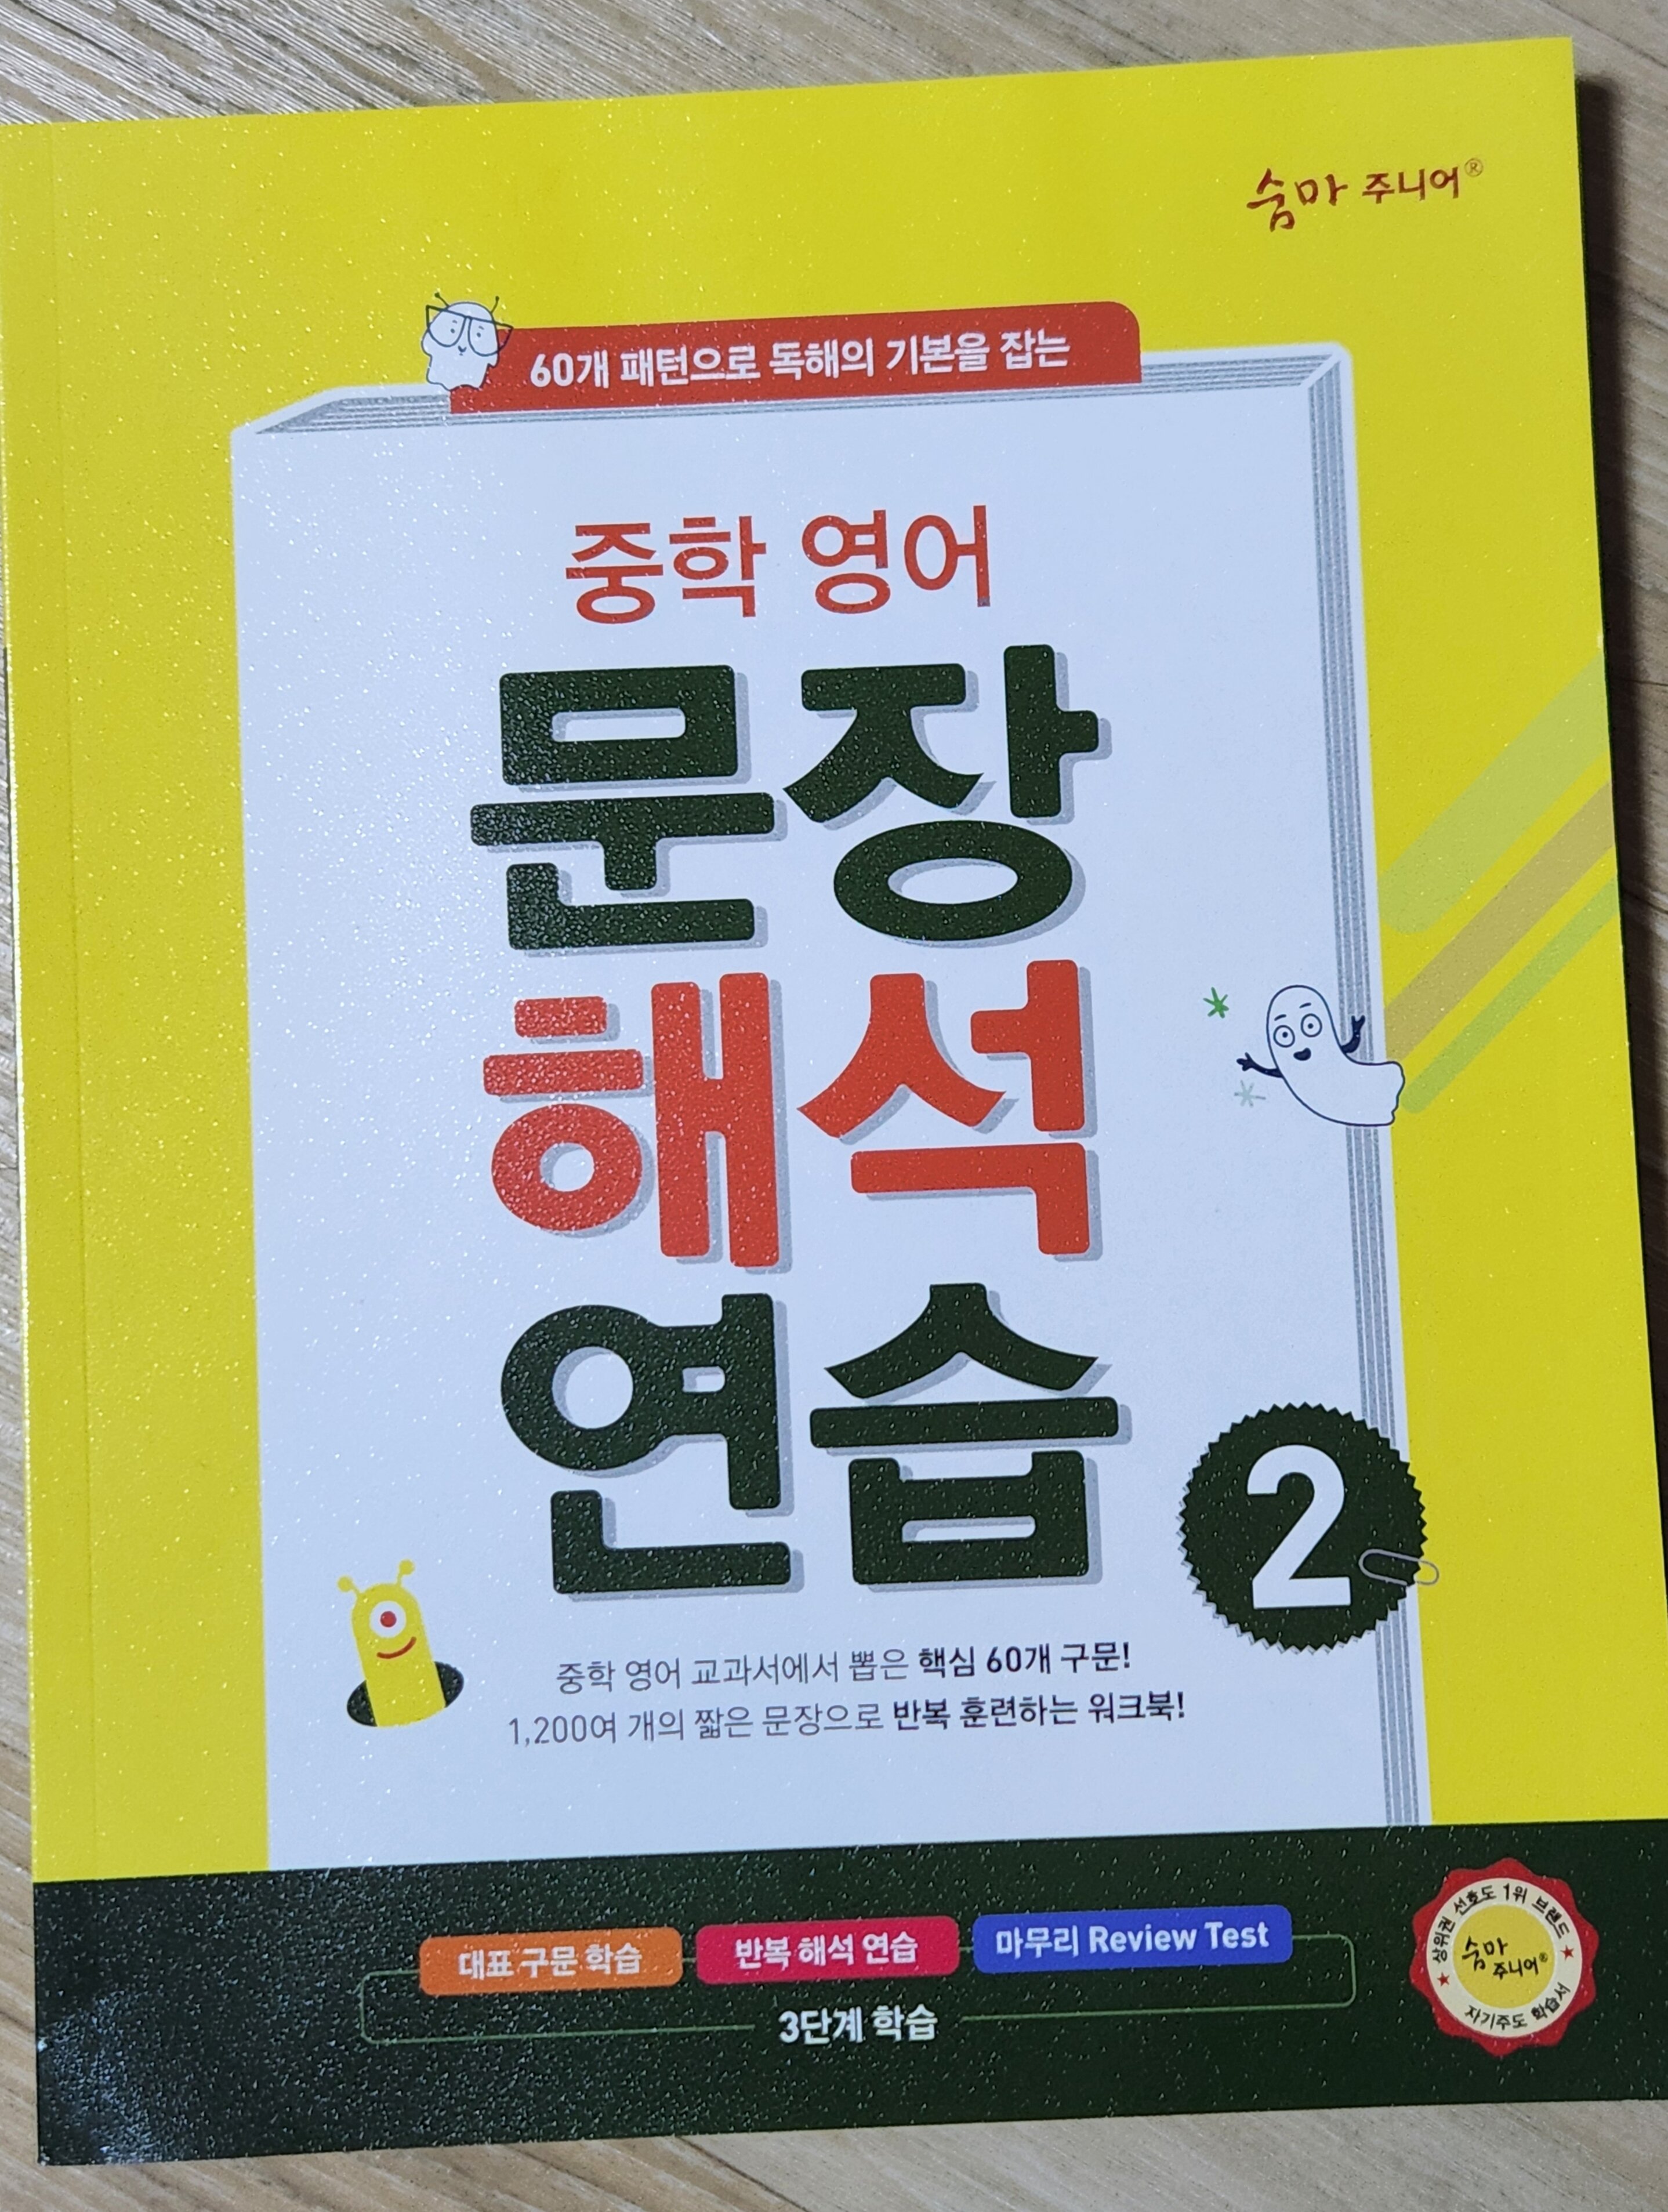 숨마 주니어®
60개 패턴으로 독해의 기본을 잡는
중학 영어
문장
해석
연습
2
중학 영어 교과서에서 뽑은 핵심 60개 구문!
1,200여 개의 짧은 문장으로 반복 훈련하는 워크북!
대표 구문 학습
반복 해석 연습
마무리 Review Test
3단계 학습
상위권 선호도 1위 브랜드
숨마
주니어®
자기주도 학습서